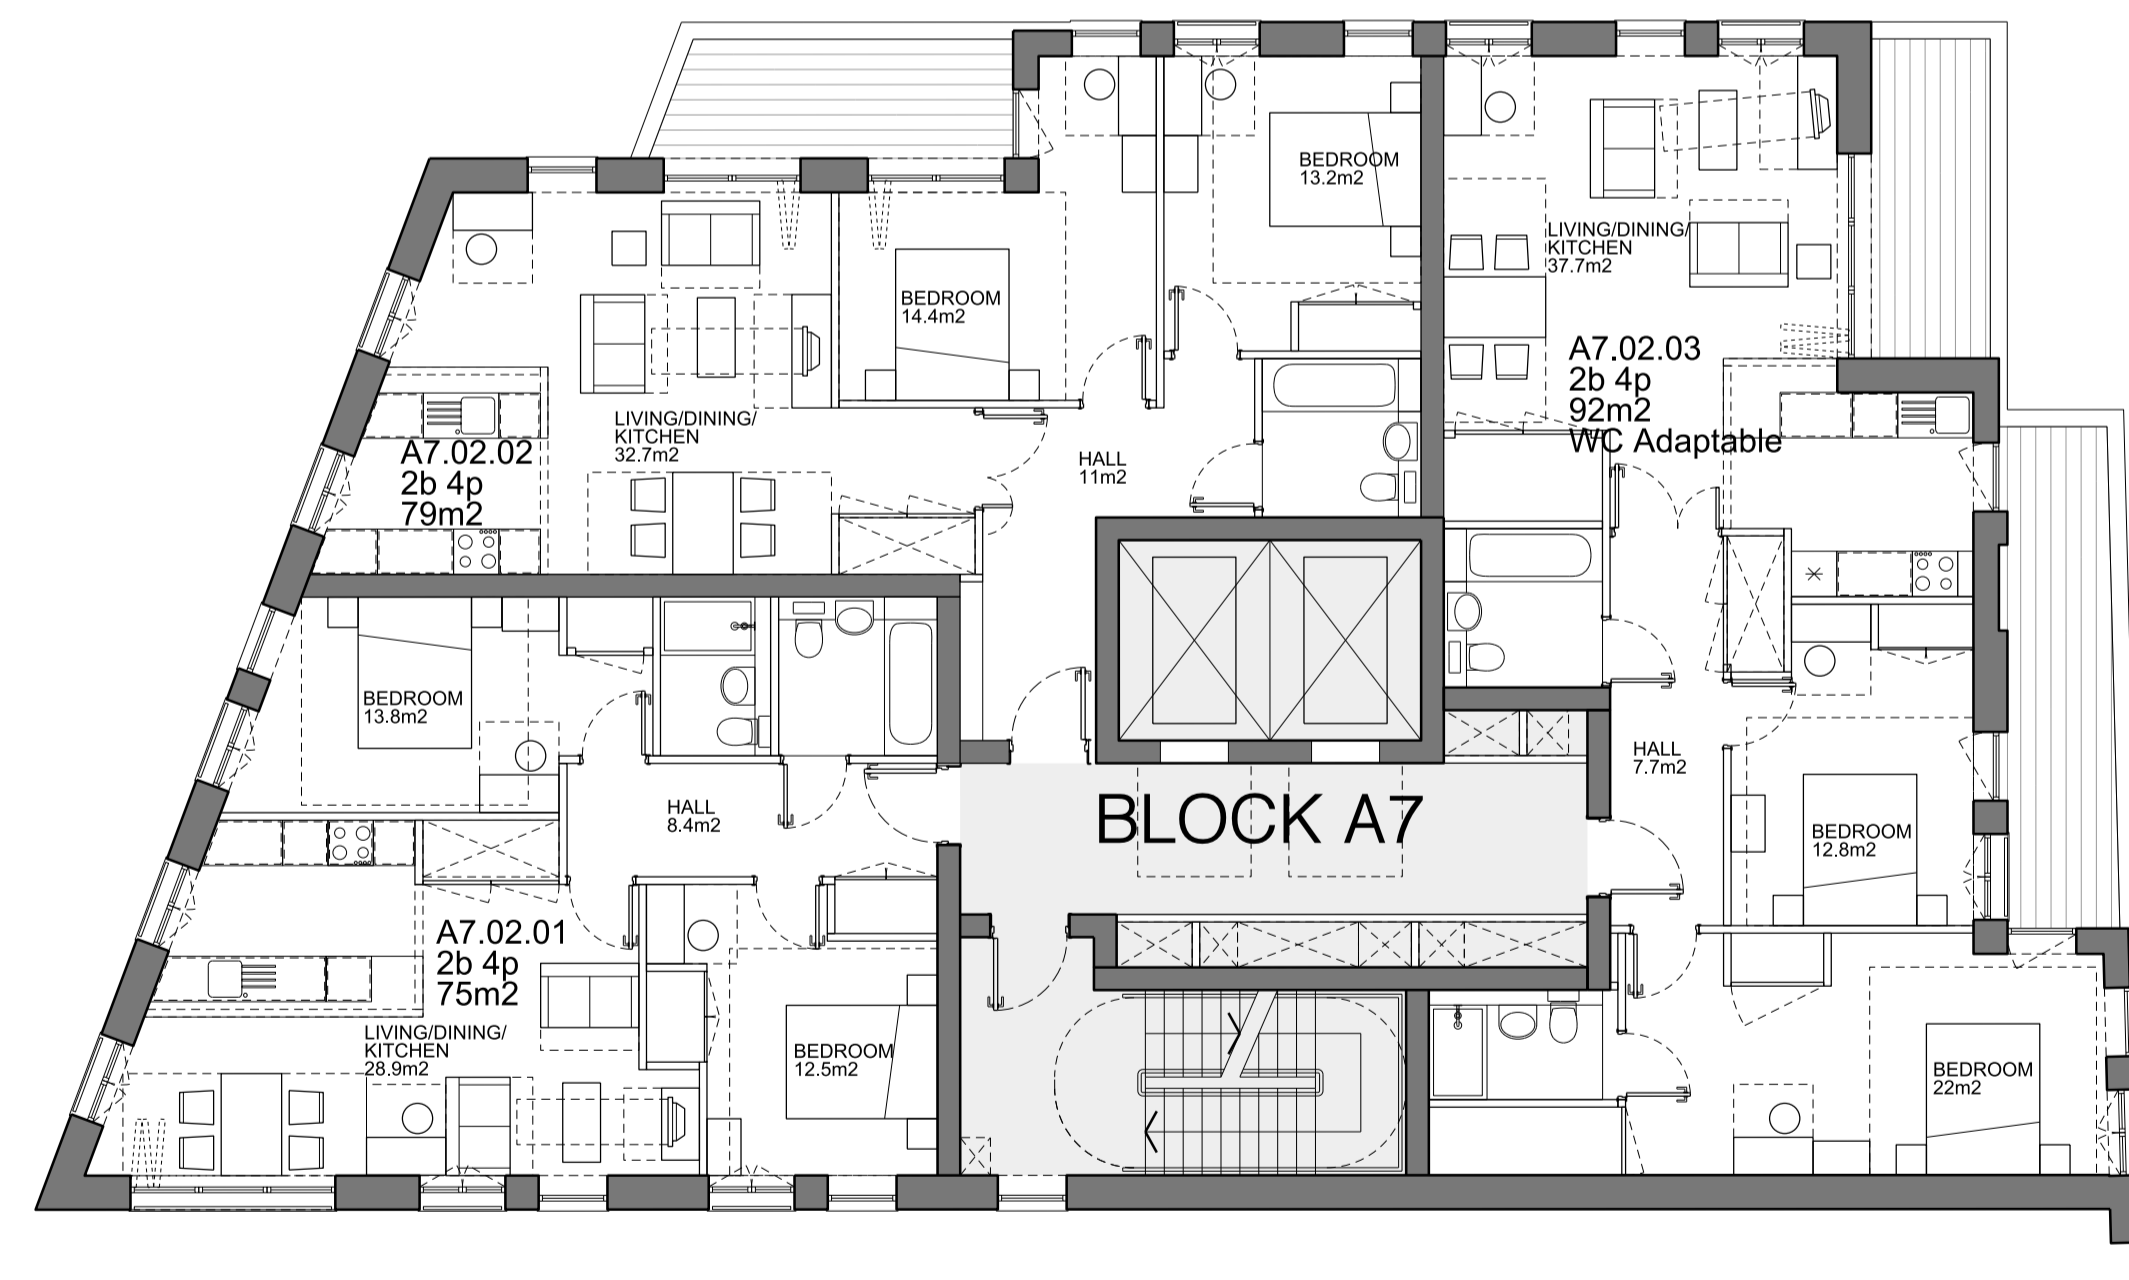 BEDROOM
13.2m2
LIVING/DINING/
KITCHEN
37.7m2
BEDROOM
14.4m2
A7.02.03
2b 4p
92m2
WC Adaptable
LIVING/DINING/
KITCHEN
32.7m2
A7.02.02
2b 4p
79m2
HALL
11m2
BEDROOM
13.8m2
HALL
7.7m2
HALL
8.4m2
BLOCK A7
BEDROOM
12.8m2
A7.02.01
2b 4p
75m2
LIVING/DINING/
KITCHEN
28.9m2
BEDROOM
12.5m2
BEDROOM
22m2